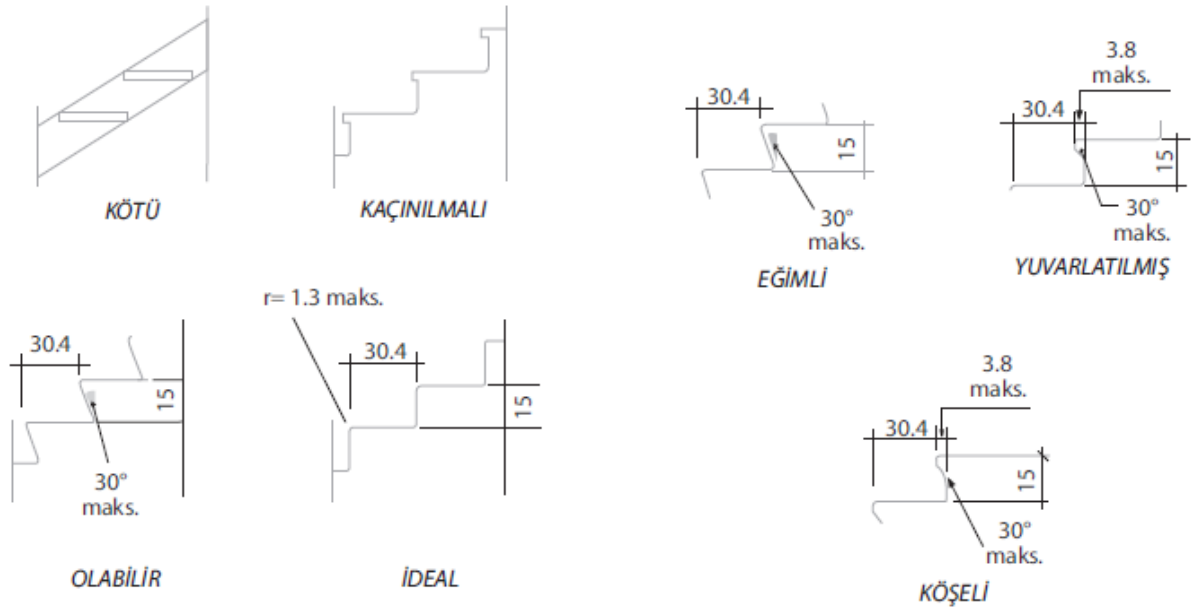 KÖTÜ
KAÇINILMALI
30.4
15
30°
maks.
EĞİMLİ
3.8
maks.
30.4
15
30°
maks.
YUVARLATILMIŞ
30.4
15
30°
maks.
OLABİLİR
r= 1.3 maks.
30.4
15
İDEAL
3.8
maks.
30.4
15
30°
maks.
KÖŞELİ